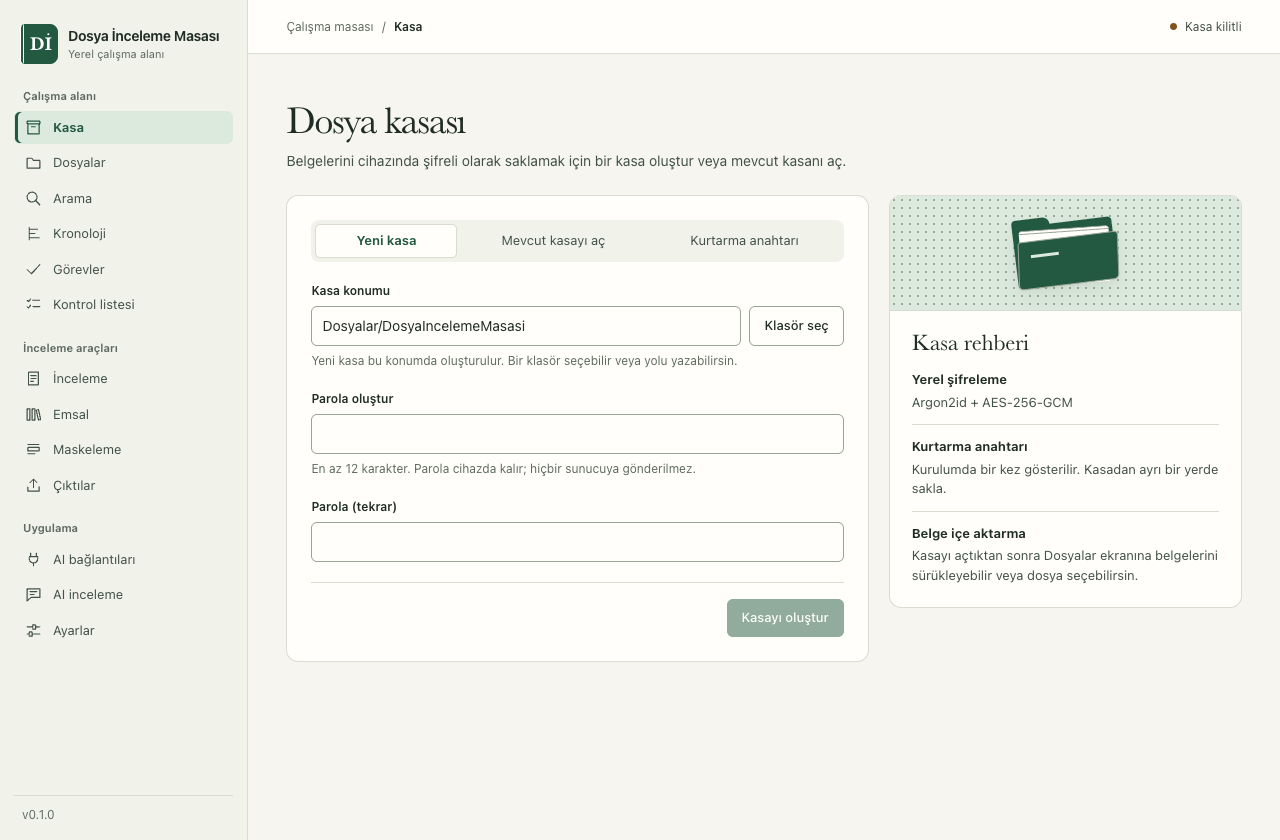 Dİ
Dosya İnceleme Masası
Yerel çalışma alanı
Çalışma alanı
Kasa
Dosyalar
Arama
Kronoloji
Görevler
Kontrol listesi
İnceleme araçları
İnceleme
Emsal
Maskeleme
Çıktılar
Uygulama
AI bağlantıları
AI inceleme
Ayarlar
v0.1.0
Çalışma masası / Kasa
Kasa kilitli
Dosya kasası
Belgelerini cihazında şifreli olarak saklamak için bir kasa oluştur veya mevcut kasanı aç.
Yeni kasa
Mevcut kasayı aç
Kurtarma anahtarı
Kasa konumu
Dosyalar/DosyaIncelemeMasasi
Klasör seç
Yeni kasa bu konumda oluşturulur. Bir klasör seçebilir veya yolu yazabilirsin.
Parola oluştur
En az 12 karakter. Parola cihazda kalır; hiçbir sunucuya gönderilmez.
Parola (tekrar)
Kasayı oluştur
Kasa rehberi
Yerel şifreleme
Argon2id + AES-256-GCM
Kurtarma anahtarı
Kurulumda bir kez gösterilir. Kasadan ayrı bir yerde
sakla.
Belge içe aktarma
Kasayı açtıktan sonra Dosyalar ekranına belgelerini
sürükleyebilir veya dosya seçebilirsin.